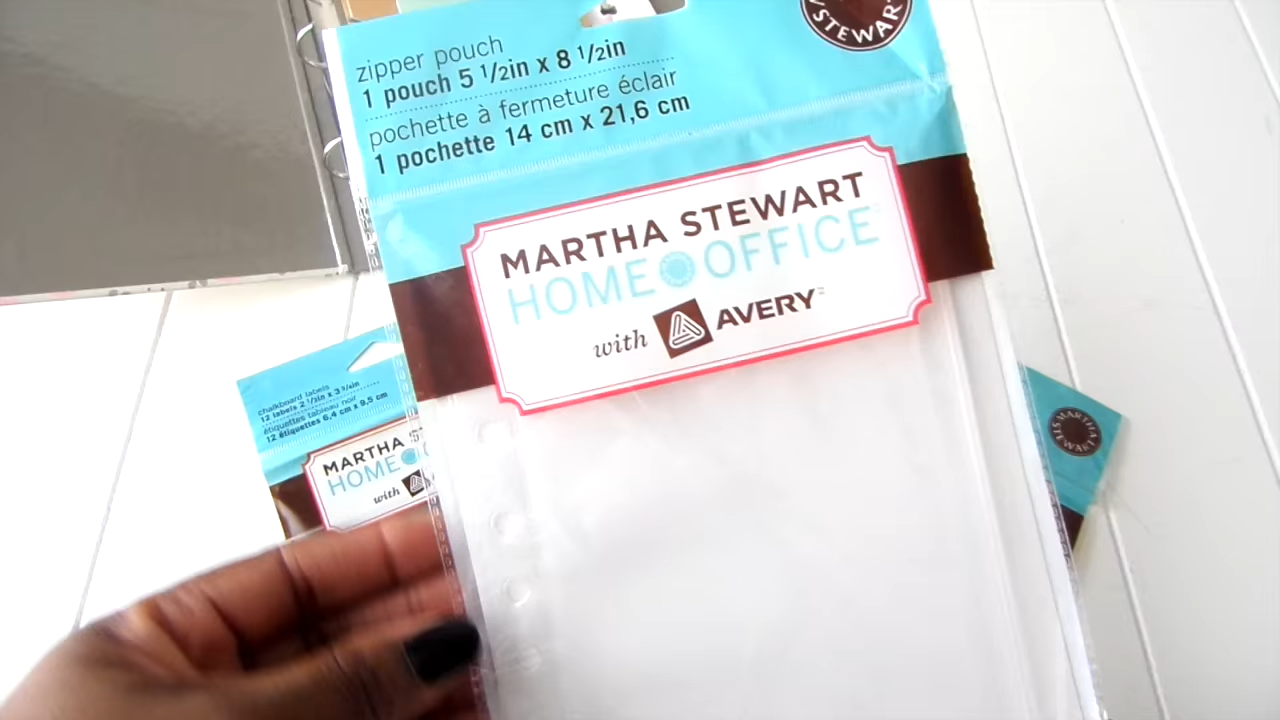 zipper pouch
1 pouch 5 1/2in x 8 1/2in
pochette à fermeture éclair
1 pochette 14 cm x 21,6 cm
STEWART
MARTHA STEWART
HOME OFFICE
with AVERY™
chalkboard labels
12 labels 2 1/2in x 3 3/4in
étiquettes tableau noir
12 étiquettes 6,4 cm x 9,5 cm
MARTHA
HOME
with
MARTHA
STEWART